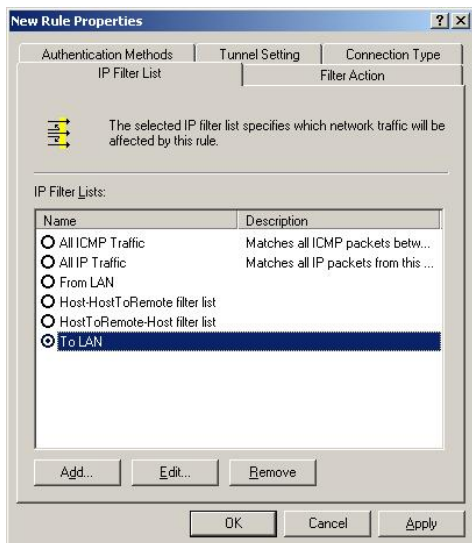 New Rule Properties
Authentication Methods Tunnel Setting Connection Type
IP Filter List Filter Action
The selected IP filter list specifies which network traffic will be
affected by this rule.
IP Filter Lists:
Name Description
All ICMP Traffic Matches all ICMP packets betw...
All IP Traffic Matches all IP packets from this ...
From LAN
Host-HostToRemote filter list
HostToRemote-Host filter list
To LAN
Add... Edit... Remove
OK Cancel Apply